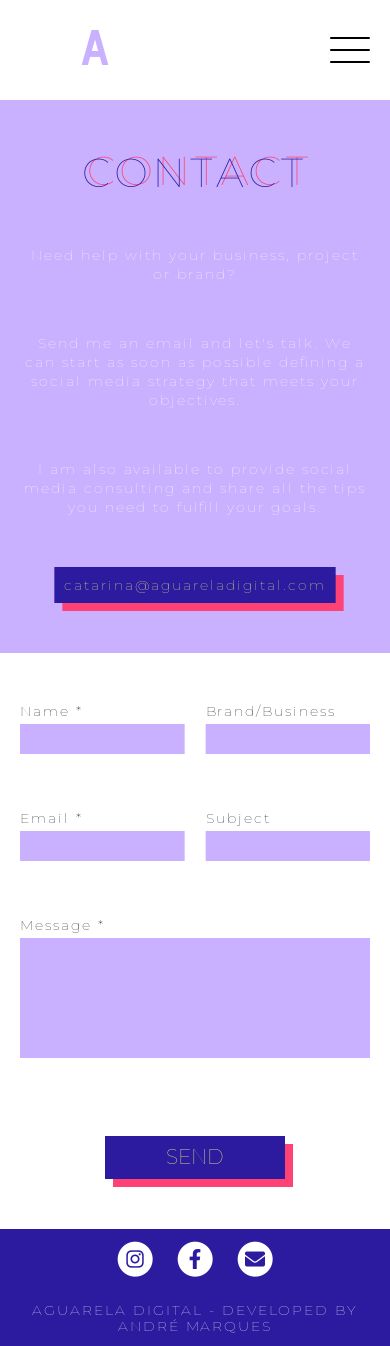 A
CONTACT
Need help with your business, project
or brand?
Send me an email and let's talk. We
can start as soon as possible defining a
social media strategy that meets your
objectives.
I am also available to provide social
media consulting and share all the tips
you need to fulfill your goals.
catarina@aguareladigital.com
Name * Brand/Business
Email * Subject
Message *
SEND
AGUARELA DIGITAL - DEVELOPED BY
ANDRÉ MARQUES